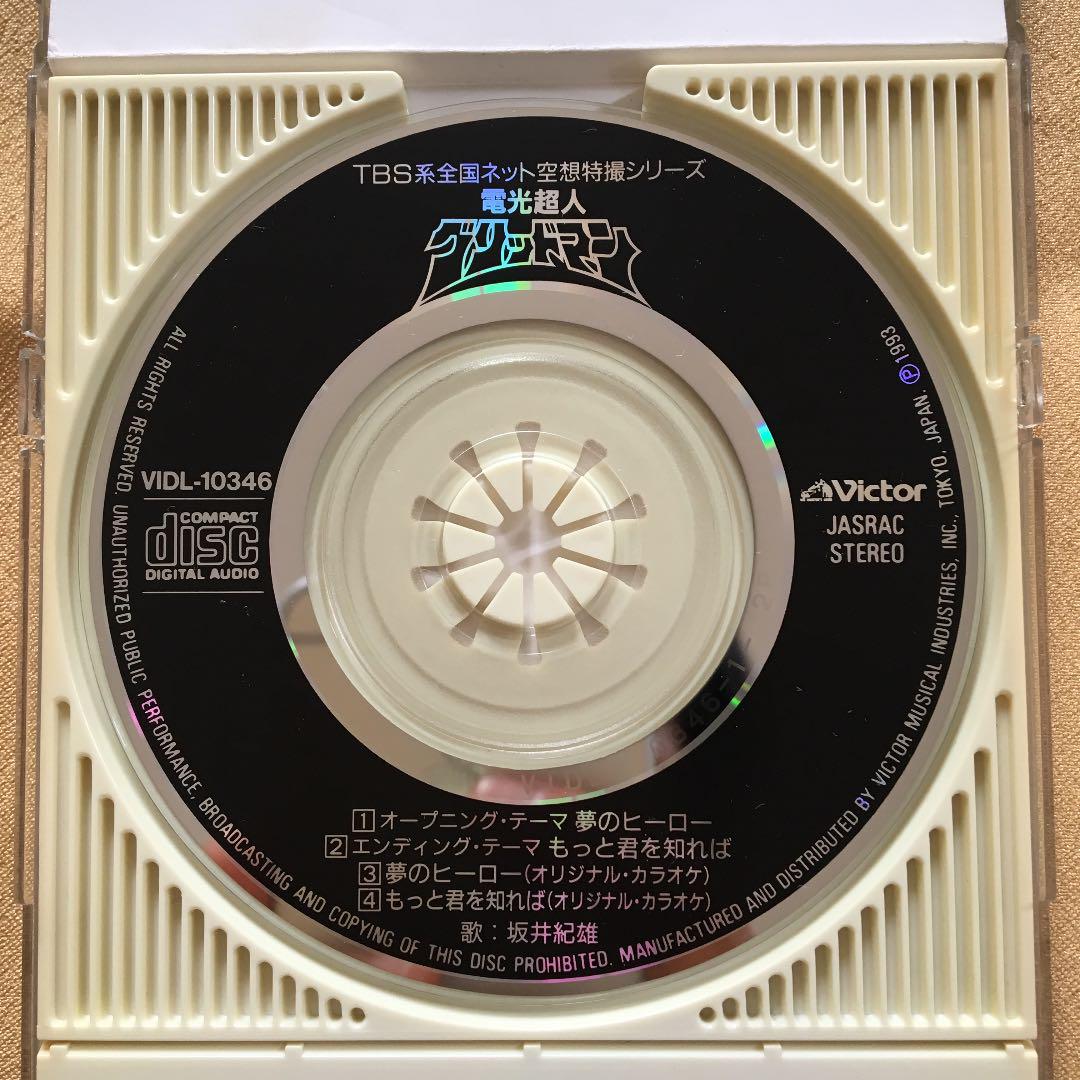 TBS系全国ネット空想特撮シリーズ
電光超人
グリッドマン
VIDL-10346
COMPACT
disc
DIGITAL AUDIO
Victor
JASRAC
STEREO
1 オープニング・テーマ 夢のヒーロー
2 エンディング・テーマ もっと君を知れば
3 夢のヒーロー(オリジナル・カラオケ)
4 もっと君を知れば(オリジナル・カラオケ)
歌：坂井紀雄
ALL RIGHTS RESERVED. UNAUTHORIZED PUBLIC PERFORMANCE, BROADCASTING AND COPYING OF THIS DISC PROHIBITED. MANUFACTURED AND DISTRIBUTED BY VICTOR MUSICAL INDUSTRIES, INC., TOKYO, JAPAN. Ⓟ1993